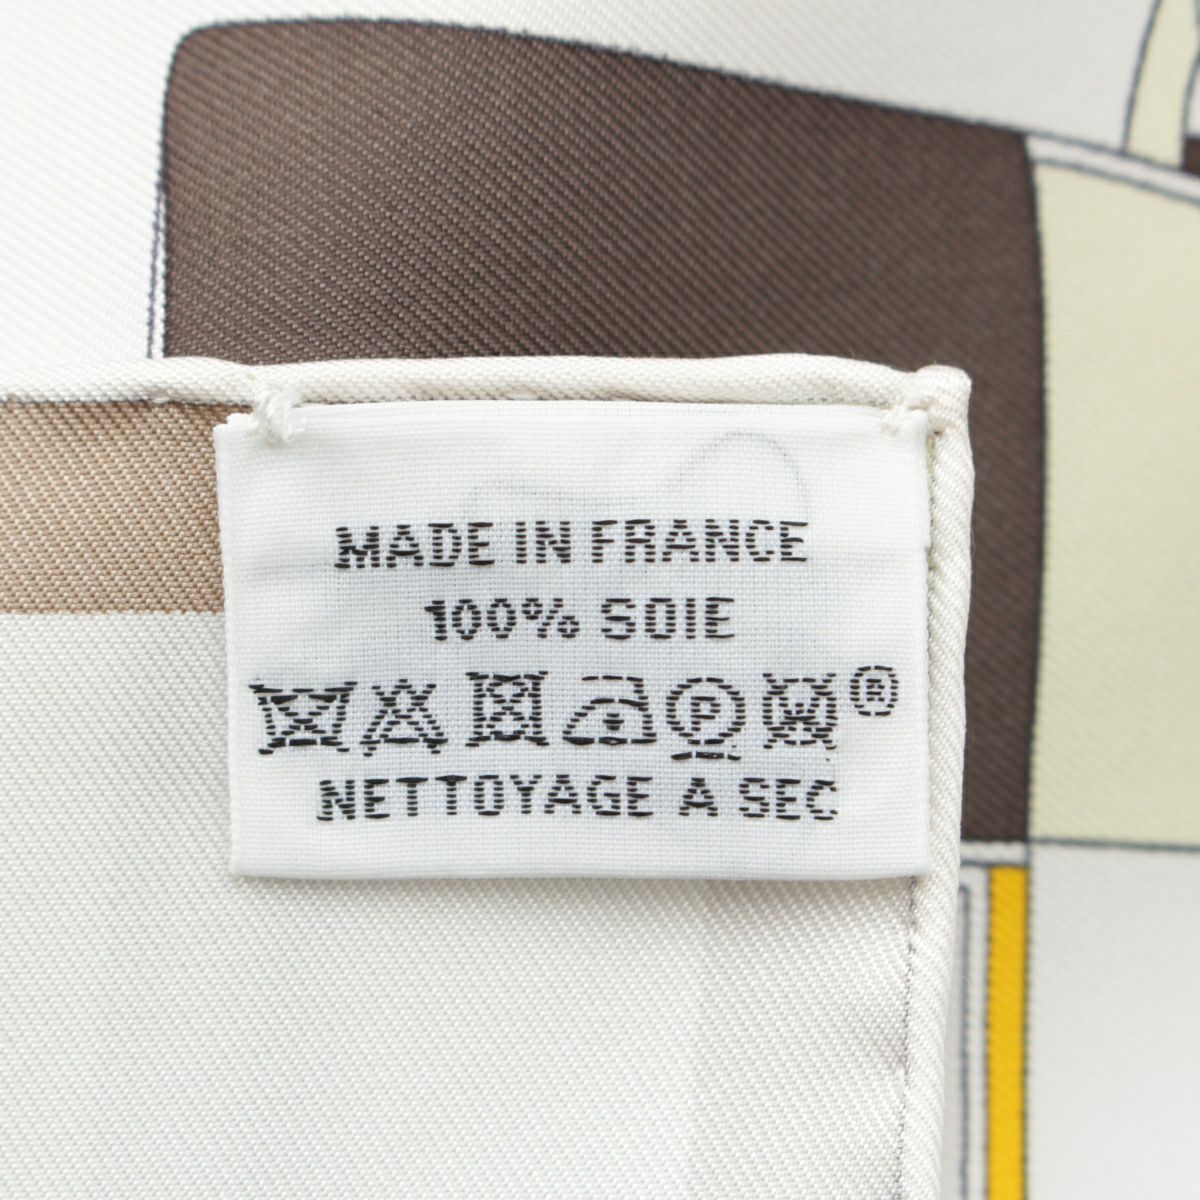 MADE IN FRANCE
100% SOIE
P ®
NETTOYAGE A SEC